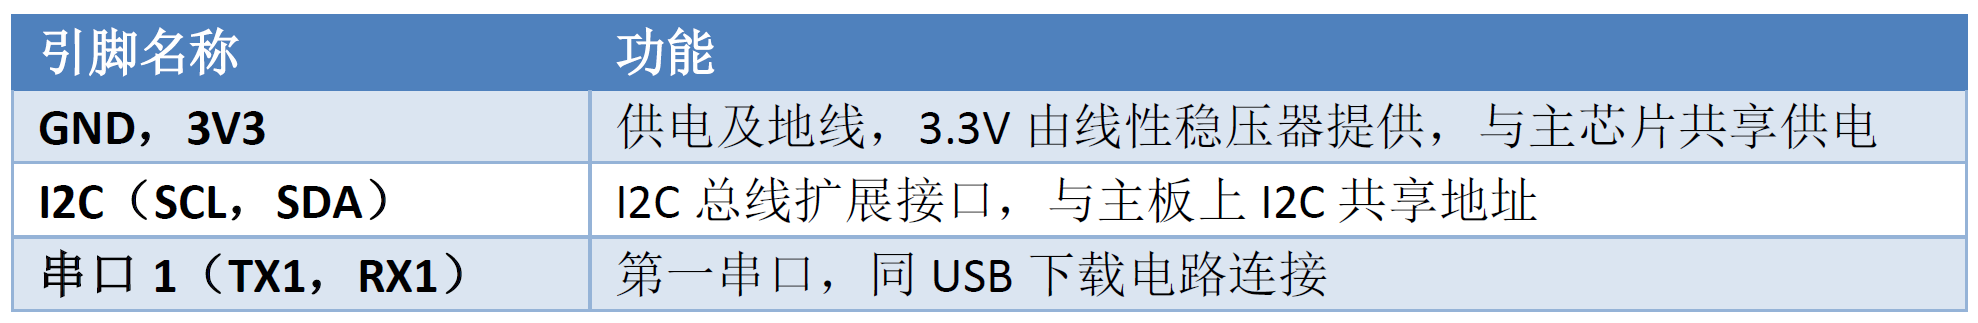 引脚名称 功能
GND，3V3 供电及地线，3.3V 由线性稳压器提供，与主芯片共享供电
I2C（SCL，SDA） I2C 总线扩展接口，与主板上 I2C 共享地址
串口 1（TX1，RX1） 第一串口，同 USB 下载电路连接